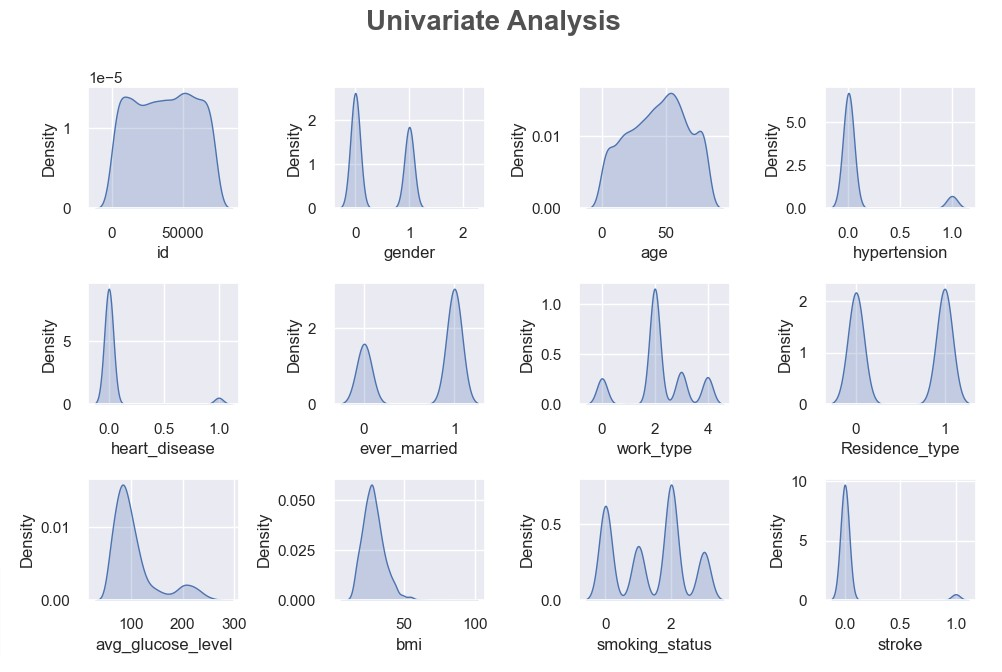 Univariate Analysis
1e−5
Density
1
0
0
50000
id
Density
2
1
0
0
1
2
gender
Density
0.01
0.00
0
50
age
Density
5.0
2.5
0.0
0.0
0.5
1.0
hypertension
Density
5
0
0.0
0.5
1.0
heart_disease
Density
2
0
0
1
ever_married
Density
1.0
0.5
0.0
0
2
4
work_type
Density
2
1
0
0
1
Residence_type
Density
0.01
0.00
100
200
300
avg_glucose_level
Density
0.050
0.025
0.000
50
100
bmi
Density
0.5
0.0
0
2
smoking_status
Density
10
5
0
0.0
0.5
1.0
stroke